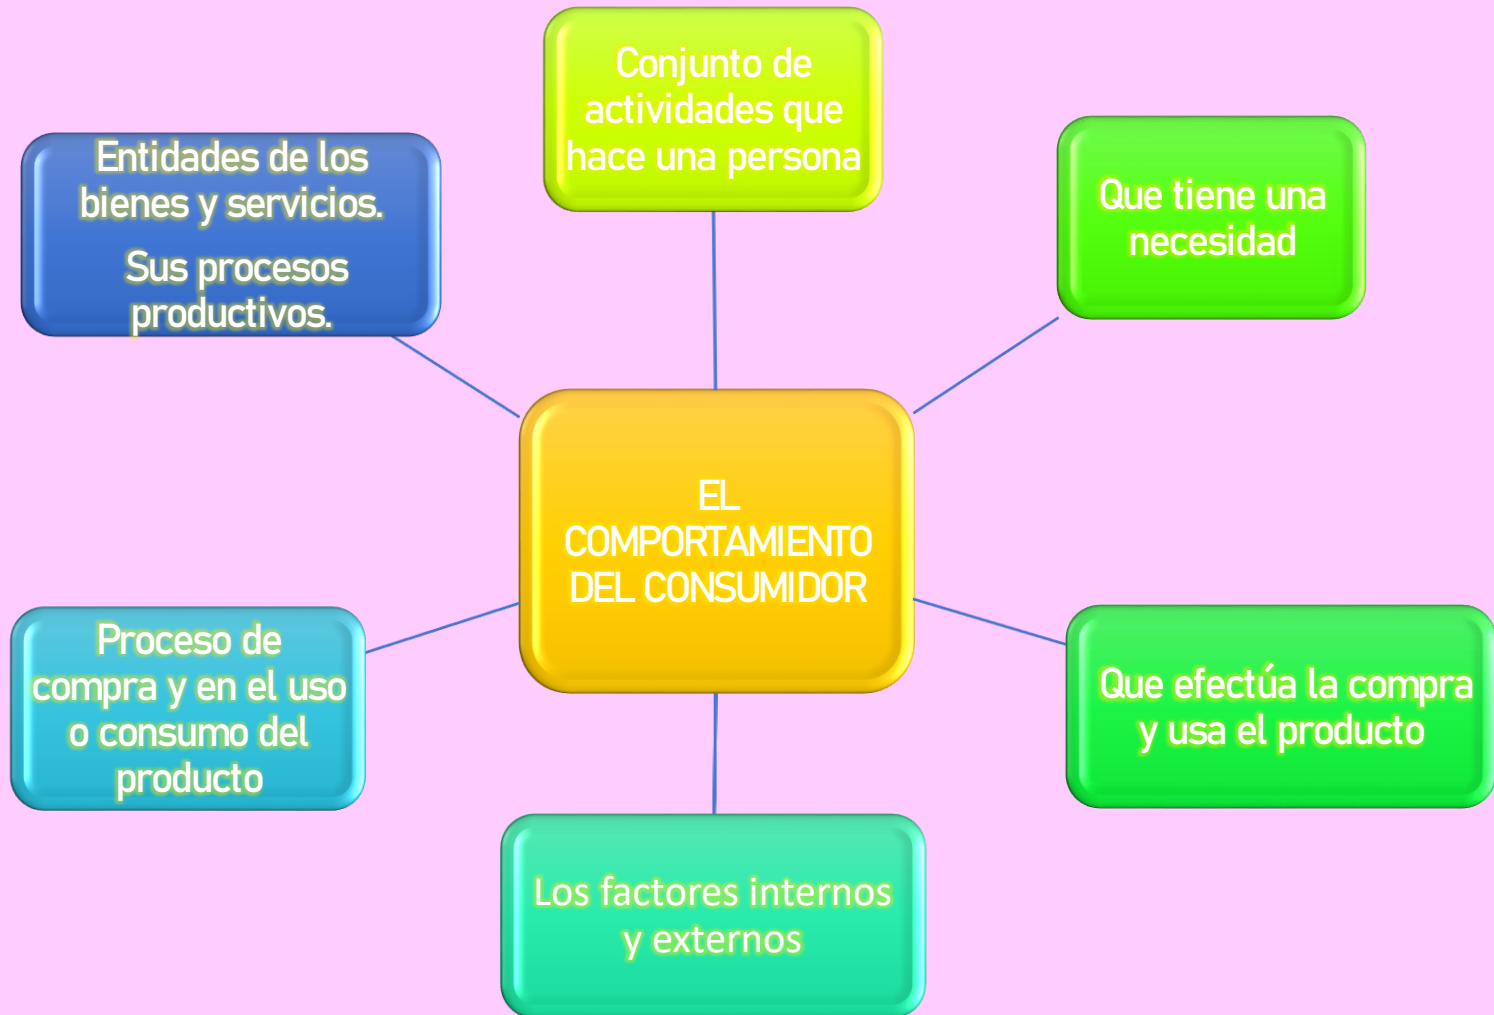 Conjunto de
actividades que
hace una persona
Que tiene una
necesidad
Que efectúa la compra
y usa el producto
Los factores internos
y externos
Proceso de
compra y en el uso
o consumo del
producto
Entidades de los
bienes y servicios.
Sus procesos
productivos.
EL
COMPORTAMIENTO
DEL CONSUMIDOR